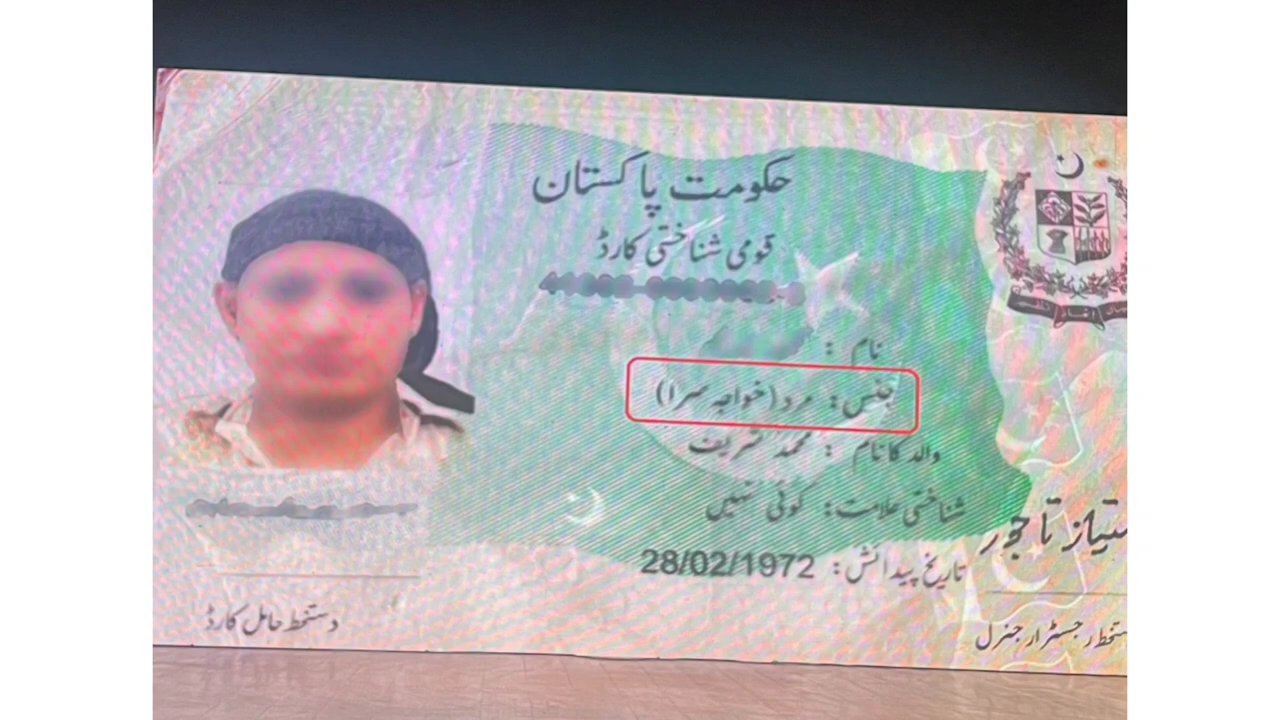 حکومت پاکستان
قومی شناختی کارڈ
نام :
جنس: مرد (خواجہ سرا)
والد کا نام : محمد شریف
شناختی علامت: کوئی نہیں
تاریخ پیدائش: 28/02/1972
دستخط حامل کارڈ
تاجور
رجسٹرار جنرل